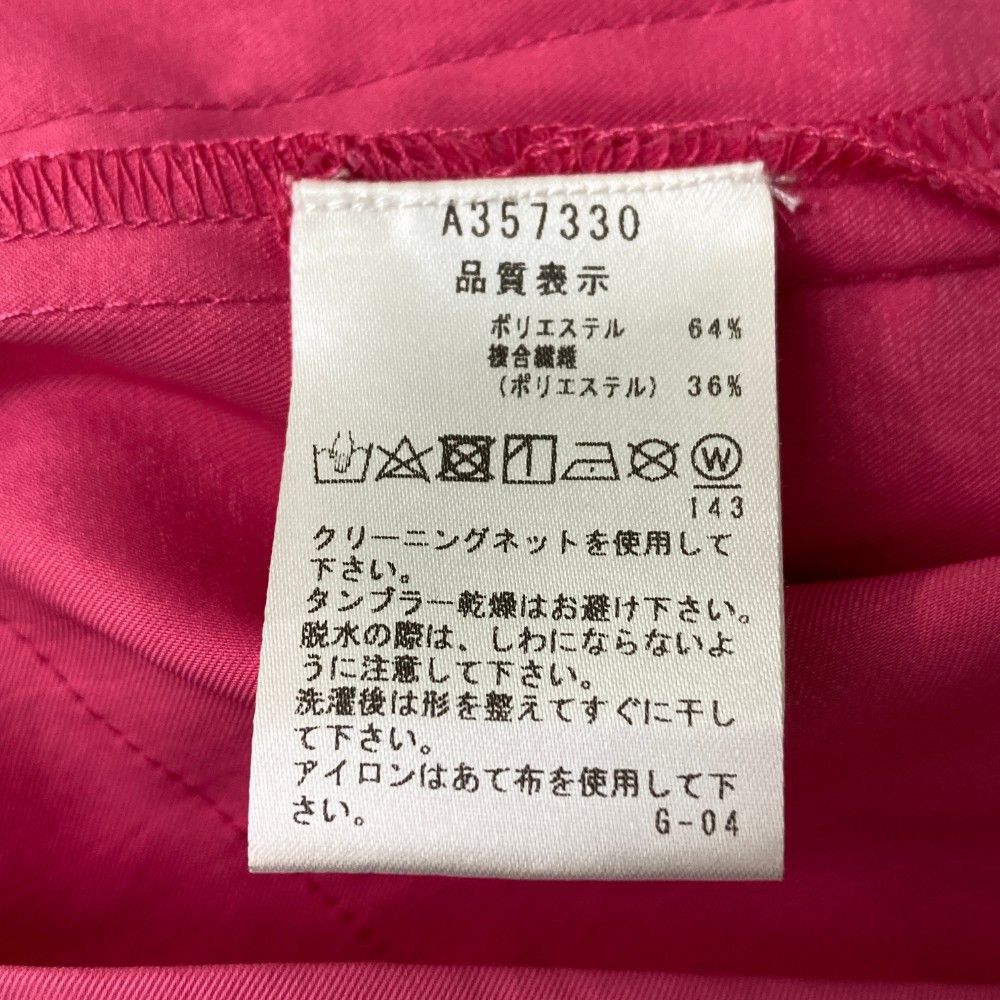 A357330
品質表示
ポリエステル 64%
複合繊維
(ポリエステル) 36%
W
143
クリーニングネットを使用して
下さい。
タンブラー乾燥はお避け下さい。
脱水の際は、しわにならないよ
うに注意して下さい。
洗濯後は形を整えてすぐに干し
て下さい。
アイロンはあて布を使用して下
さい。 G-04